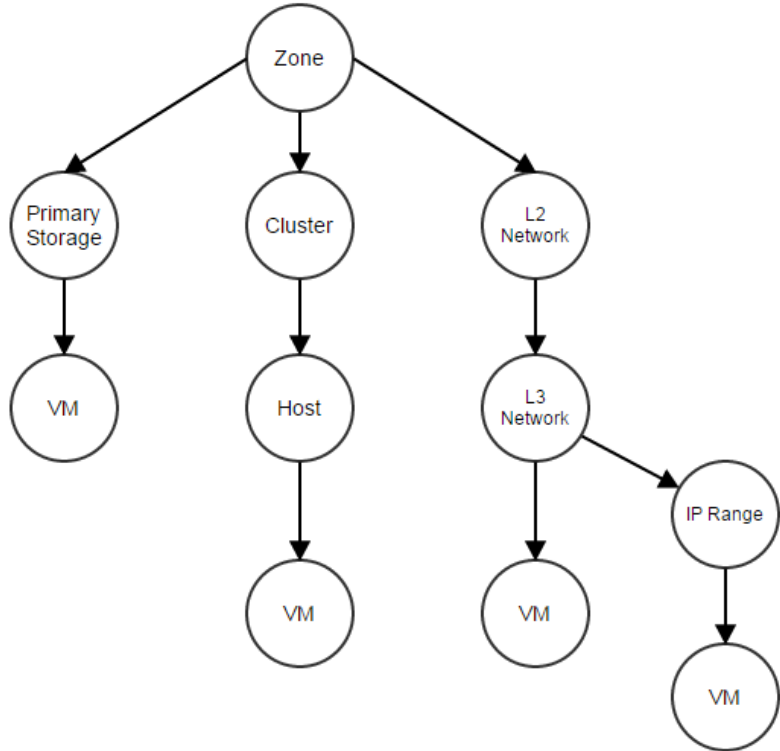 Zone
Primary
Storage
Cluster
L2
Network
VM
Host
L3
Network
IP Range
VM
VM
VM